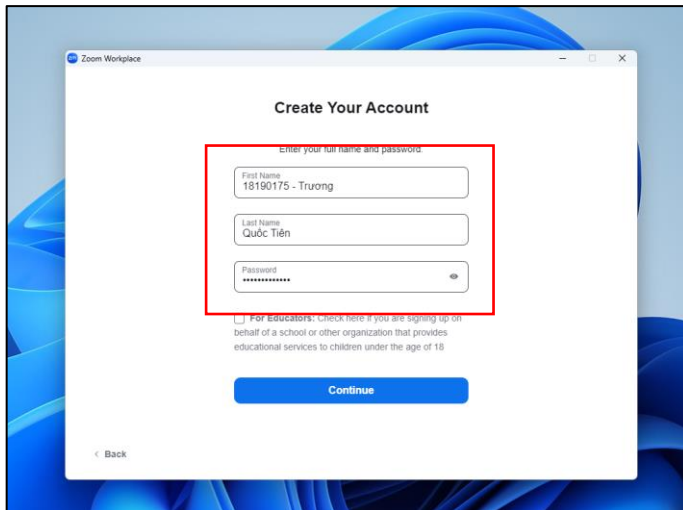 Zoom Workplace
Create Your Account
Enter your full name and password.
First Name
18190175 - Trương
Last Name
Quốc Tiên
Password
•••••••••••••
For Educators: Check here if you are signing up on
behalf of a school or other organization that provides
educational services to children under the age of 18
Continue
< Back